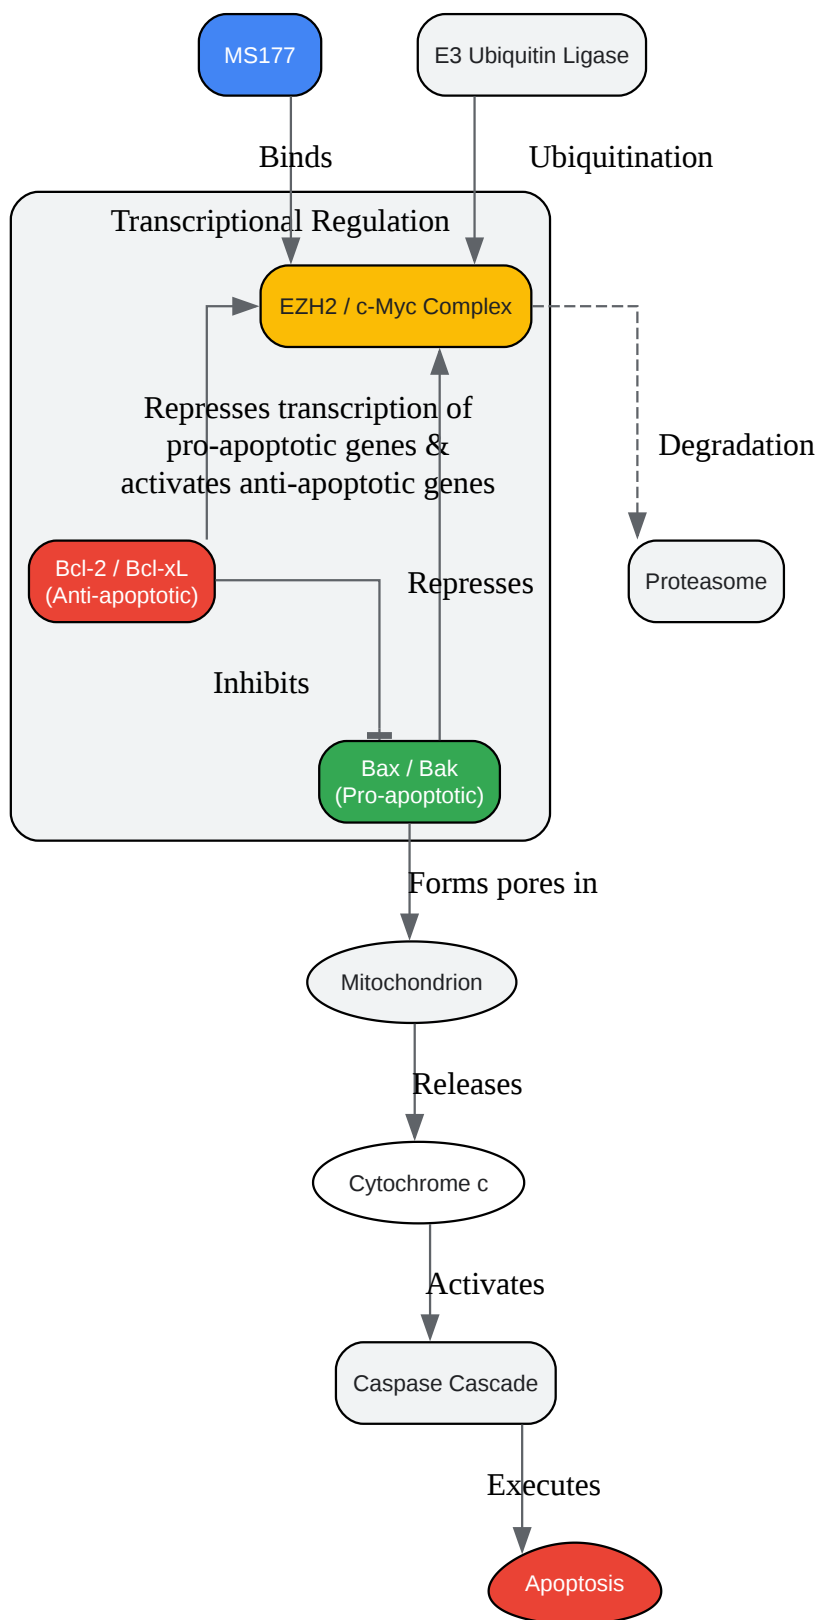 MS177
E3 Ubiquitin Ligase
Binds
Ubiquitination
Transcriptional Regulation
EZH2 / c-Myc Complex
Represses transcription of
pro-apoptotic genes &
activates anti-apoptotic genes
Degradation
Bcl-2 / Bcl-xL
(Anti-apoptotic)
Represses
Proteasome
Inhibits
Bax / Bak
(Pro-apoptotic)
Forms pores in
Mitochondrion
Releases
Cytochrome c
Activates
Caspase Cascade
Executes
Apoptosis